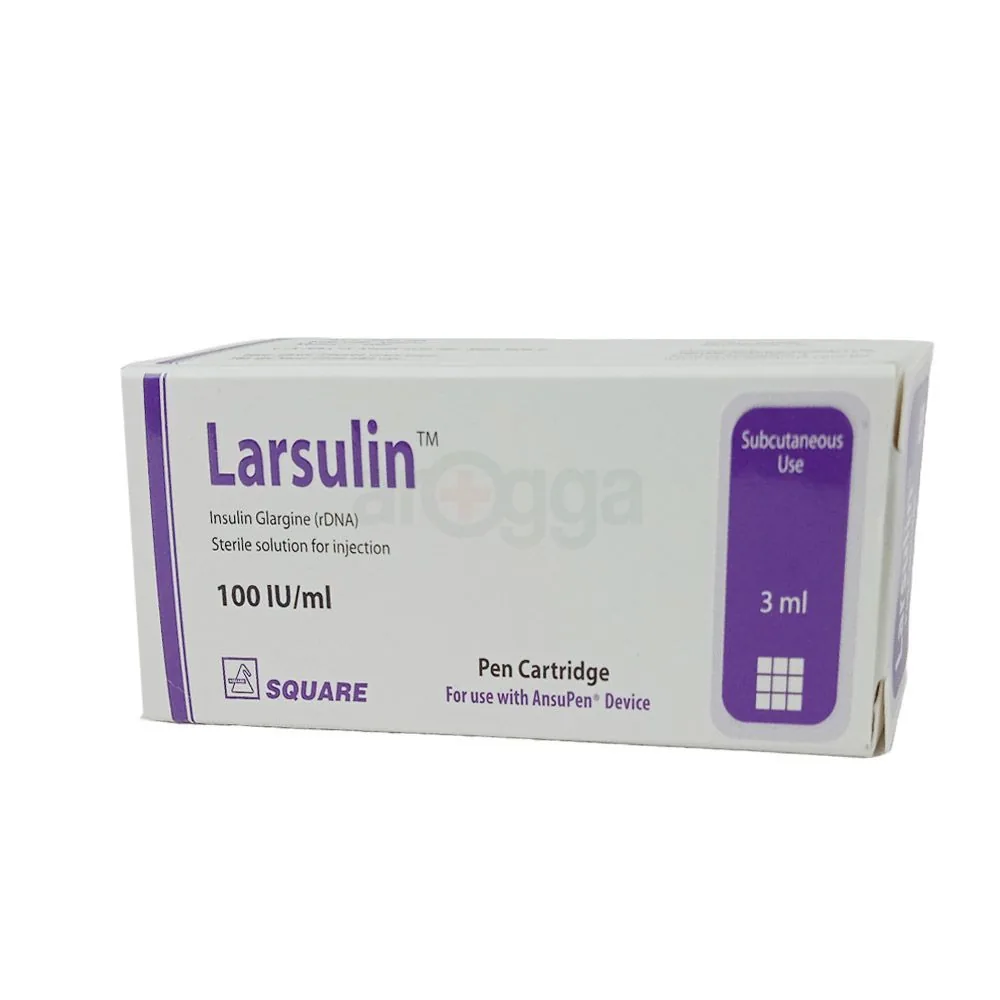 Larsulin™
Insulin Glargine (rDNA)
Sterile solution for injection
100 IU/ml
SQUARE
Pen Cartridge
For use with AnsuPen® Device
Subcutaneous
Use
3 ml
arogga